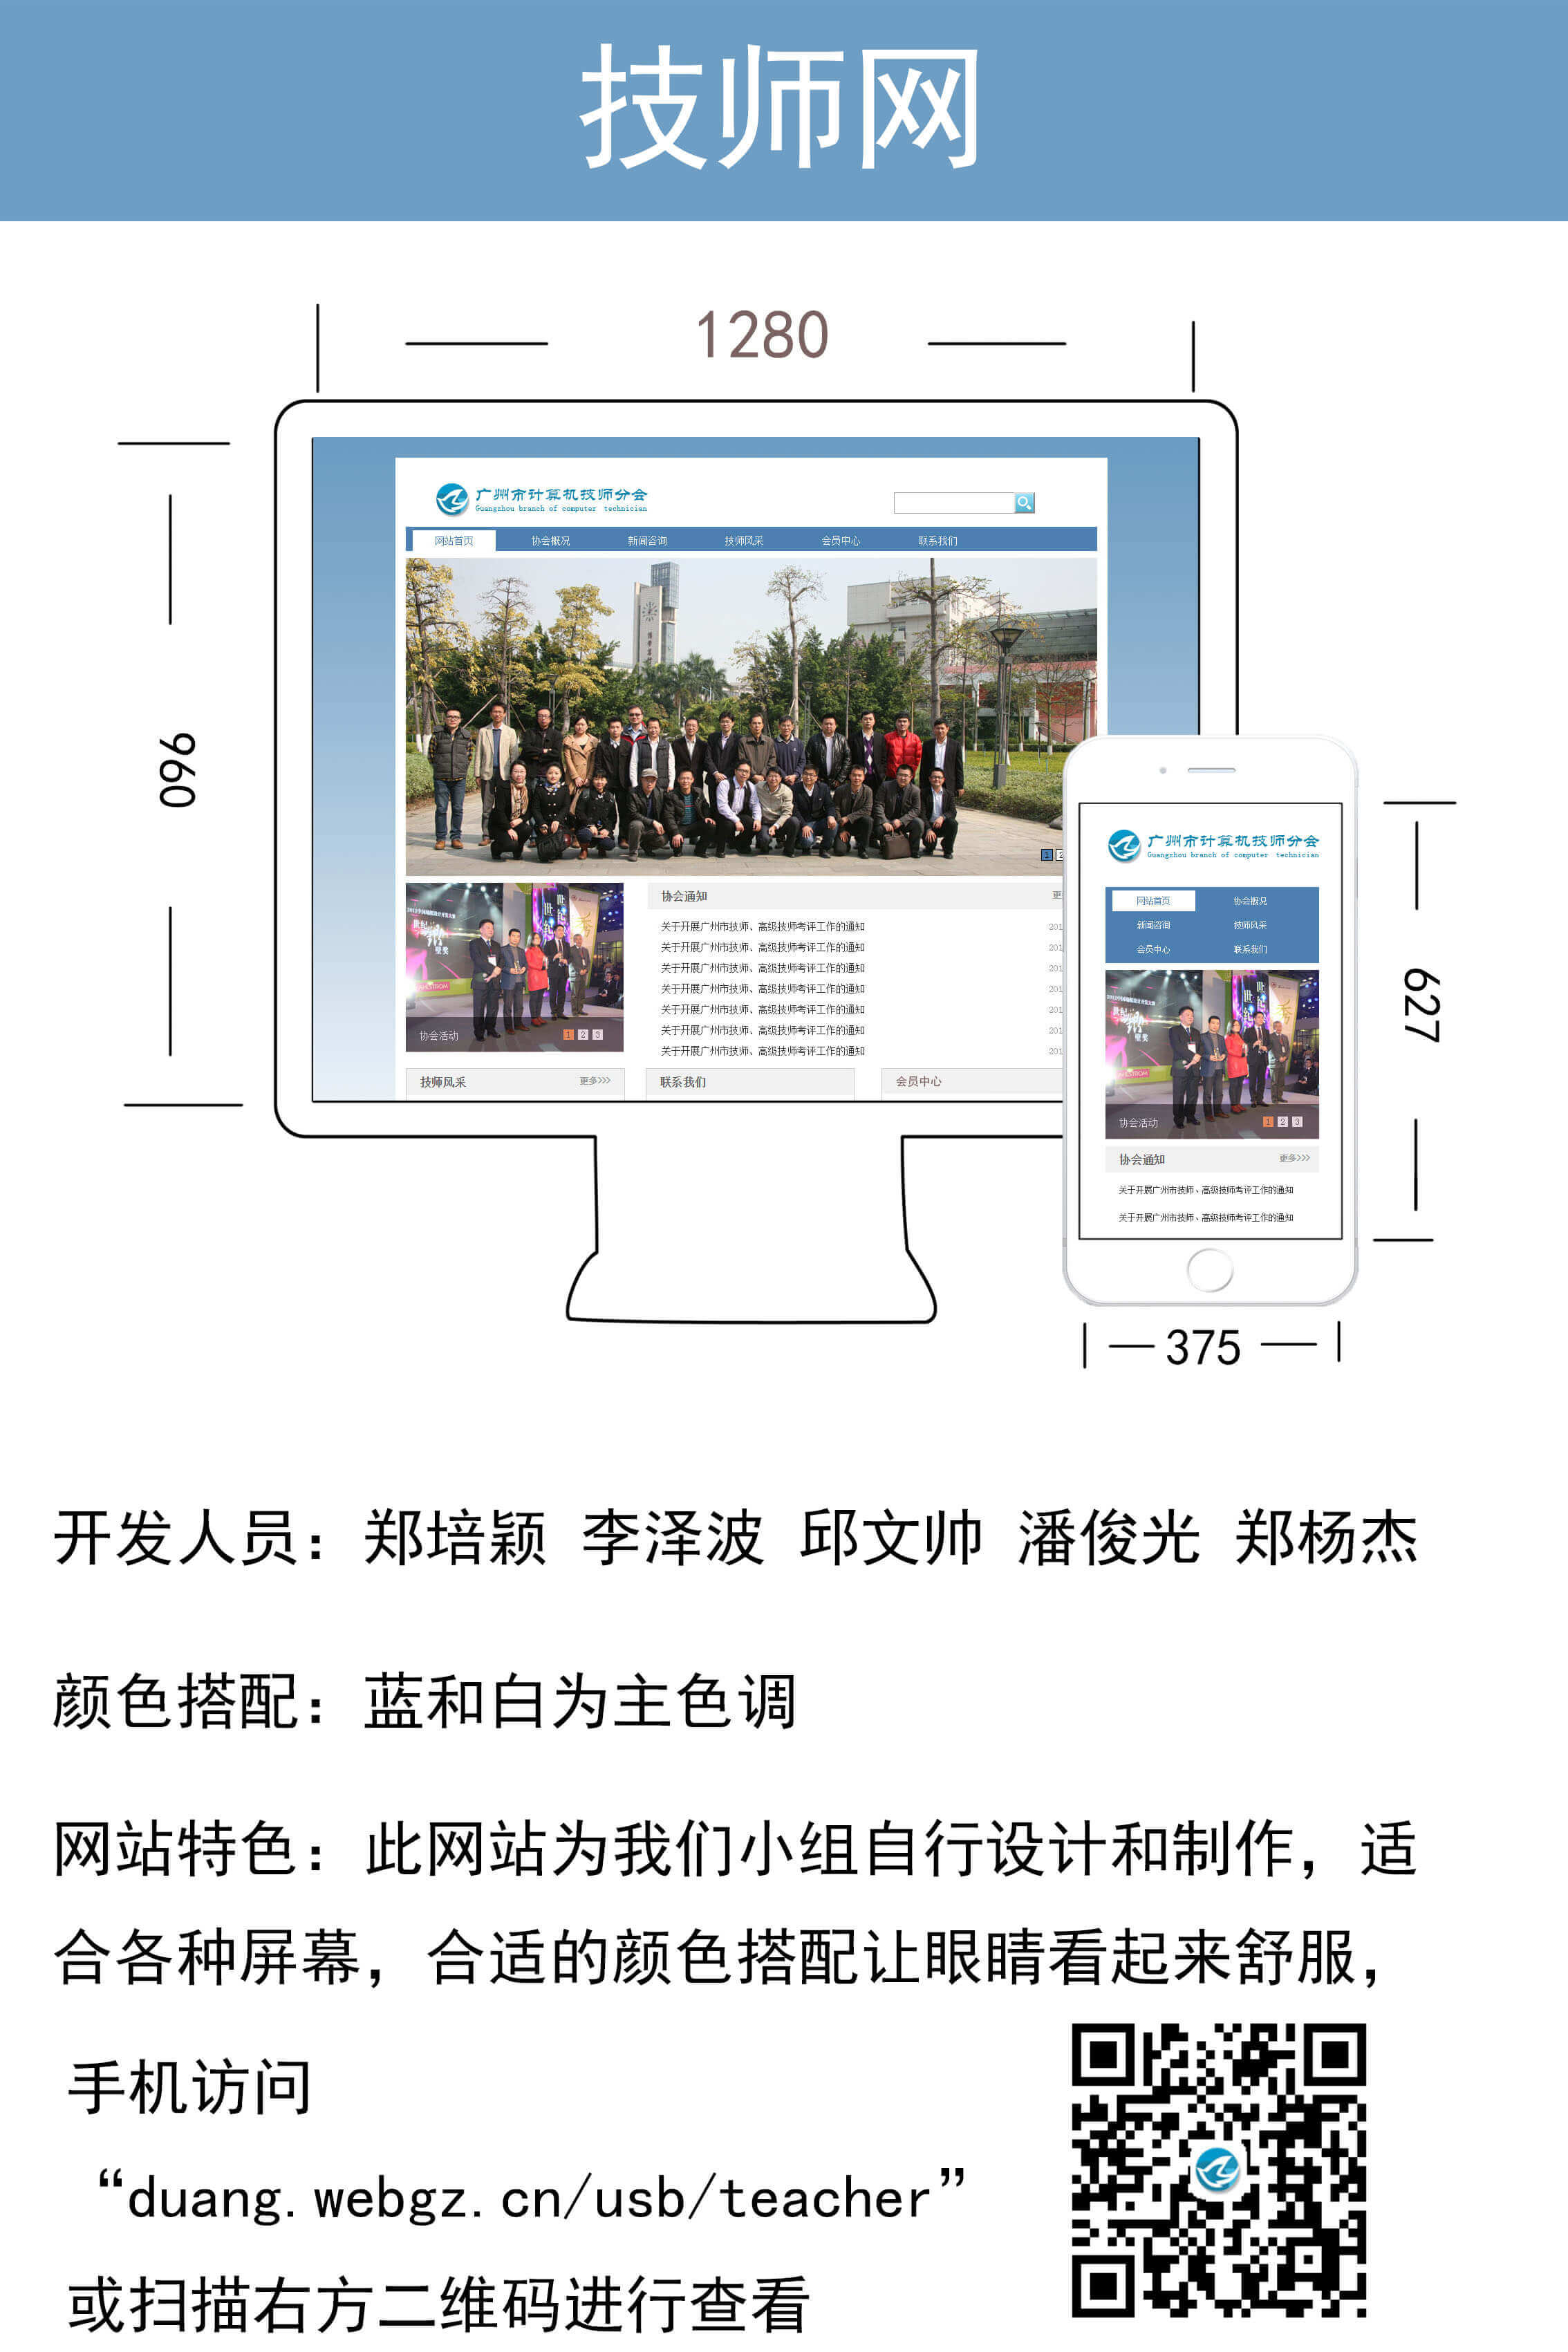 技师网
1280
960
广州市计算机技师分会
Guangzhou branch of computer technician
网站首页 协会概况 新闻咨询 技师风采 会员中心 联系我们
1
协会通知
关于开展广州市技师、高级技师考评工作的通知
关于开展广州市技师、高级技师考评工作的通知
关于开展广州市技师、高级技师考评工作的通知
关于开展广州市技师、高级技师考评工作的通知
关于开展广州市技师、高级技师考评工作的通知
关于开展广州市技师、高级技师考评工作的通知
关于开展广州市技师、高级技师考评工作的通知
协会活动 1 2 3
技师风采 更多>>>
联系我们
会员中心
广州市计算机技师分会
Guangzhou branch of computer technician
网站首页 协会概况
新闻咨询 技师风采
会员中心 联系我们
协会活动 1 2 3
协会通知 更多>>>
关于开展广州市技师、高级技师考评工作的通知
关于开展广州市技师、高级技师考评工作的通知
627
375
开发人员：郑培颖 李泽波 邱文帅 潘俊光 郑杨杰
颜色搭配：蓝和白为主色调
网站特色：此网站为我们小组自行设计和制作，适
合各种屏幕，合适的颜色搭配让眼睛看起来舒服，
手机访问
“duang.webgz.cn/usb/teacher”
或扫描右方二维码进行查看